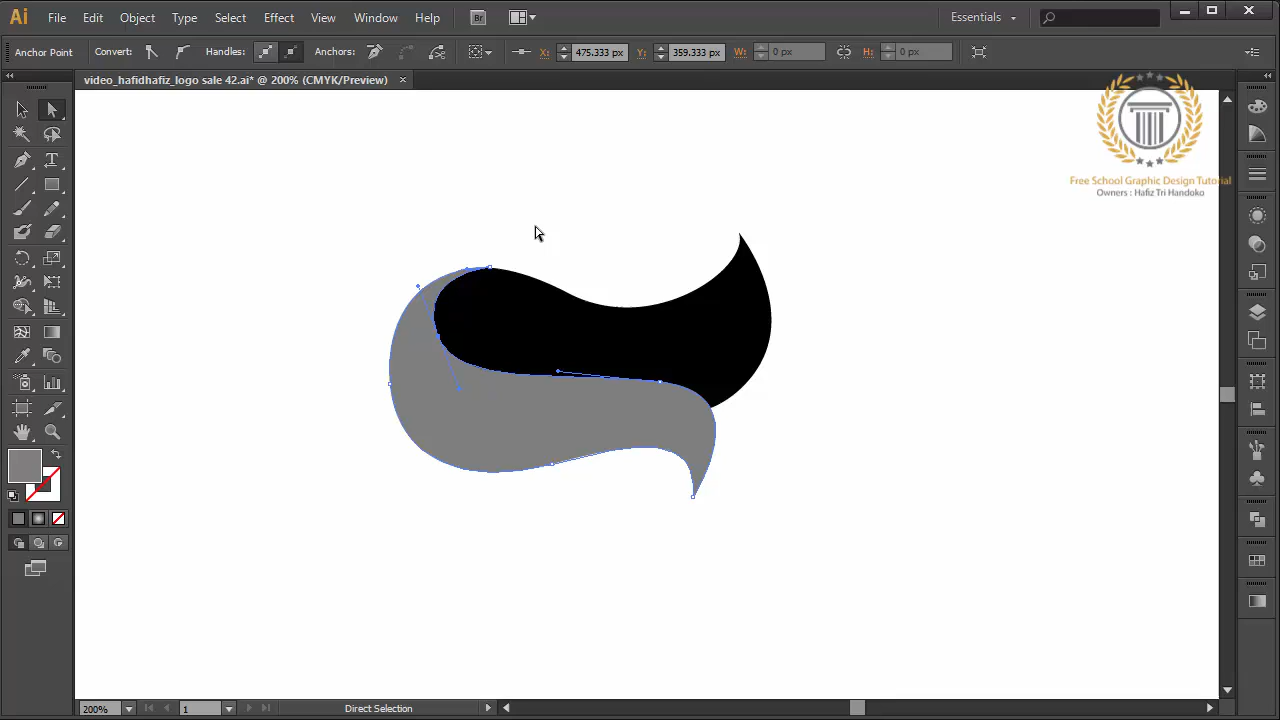 Ai File Edit Object Type Select Effect View Window Help Br Essentials
Anchor Point Convert: Handles: Anchors: X: 475.333 px Y: 359.333 px W: 0 px H: 0 px
video_hafidhafiz_logo sale 42.ai* @ 200% (CMYK/Preview) ×
Free School Graphic Design Tutorial
Owners : Hafiz Tri Handoko
T
200% 1 Direct Selection